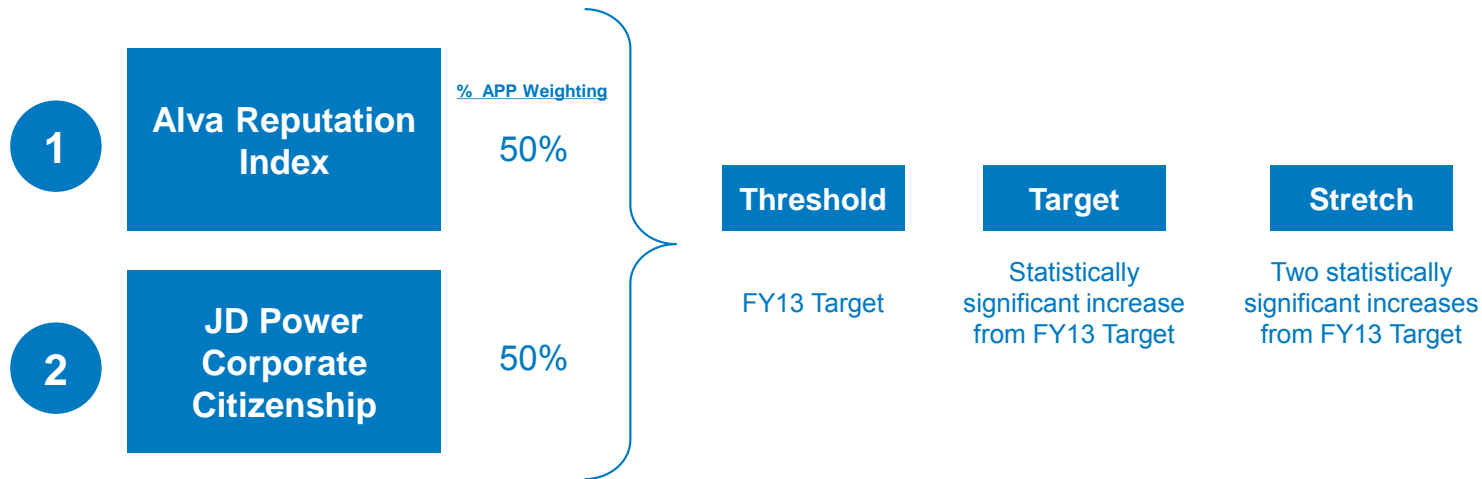 1
Alva Reputation
Index
% APP Weighting
50%
2
JD Power
Corporate
Citizenship
50%
Threshold
FY13 Target
Target
Statistically
significant increase
from FY13 Target
Stretch
Two statistically
significant increases
from FY13 Target